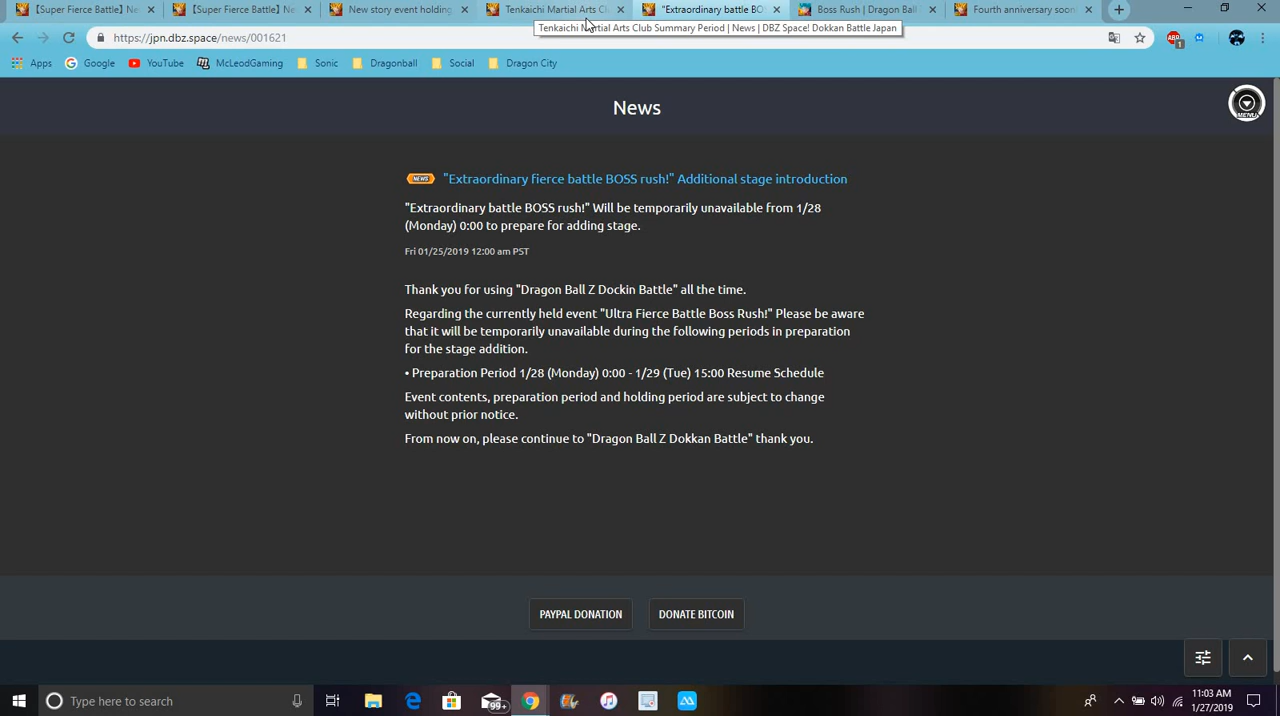 【Super Fierce Battle】 Ne
【Super Fierce Battle】 Ne
New story event holding.
Tenkaichi Martial Arts Clu
"Extraordinary battle BOS
Boss Rush | Dragon Ball
Fourth anniversary soon
Tenkaichi Martial Arts Club Summary Period | News | DBZ Space! Dokkan Battle Japan
https://jpn.dbz.space/news/001621
ABP
1
Apps
Google
YouTube
McLeodGaming
Sonic
Dragonball
Social
Dragon City
News
MENU
NEWS "Extraordinary fierce battle BOSS rush!" Additional stage introduction
"Extraordinary battle BOSS rush!" Will be temporarily unavailable from 1/28
(Monday) 0:00 to prepare for adding stage.
Fri 01/25/2019 12:00 am PST
Thank you for using "Dragon Ball Z Dockin Battle" all the time.
Regarding the currently held event "Ultra Fierce Battle Boss Rush!" Please be aware
that it will be temporarily unavailable during the following periods in preparation
for the stage addition.
• Preparation Period 1/28 (Monday) 0:00 - 1/29 (Tue) 15:00 Resume Schedule
Event contents, preparation period and holding period are subject to change
without prior notice.
From now on, please continue to "Dragon Ball Z Dokkan Battle" thank you.
PAYPAL DONATION
DONATE BITCOIN
Type here to search
99+
11:03 AM
1/27/2019